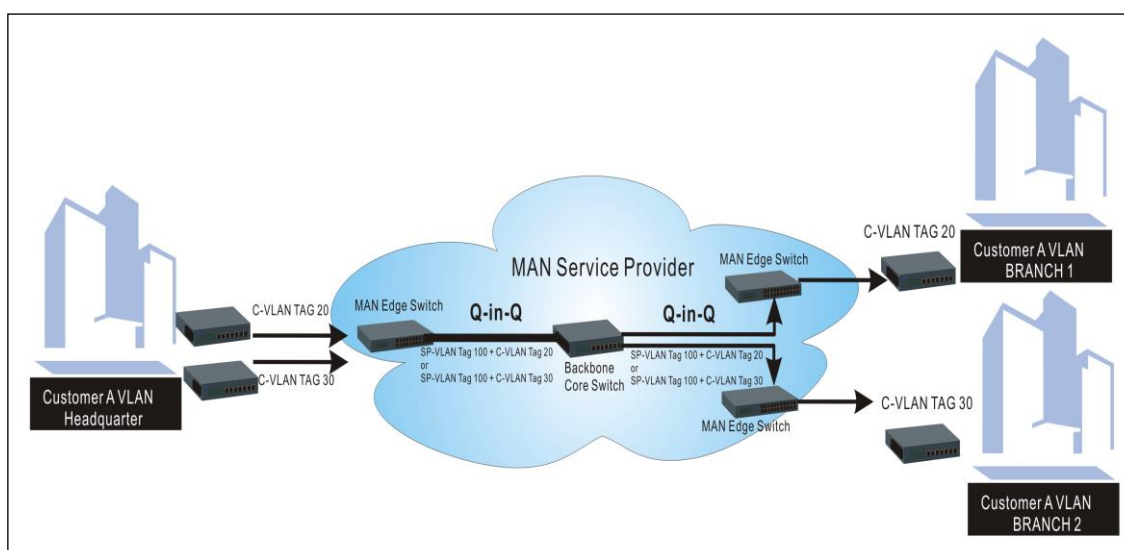 C-VLAN TAG 20
C-VLAN TAG 30
Customer A VLAN
Headquarter
MAN Service Provider
MAN Edge Switch
Q-in-Q
SP-VLAN Tag 100 + C-VLAN Tag 20
or
SP-VLAN Tag 100 + C-VLAN Tag 30
Backbone
Core Switch
Q-in-Q
SP-VLAN Tag 100 + C-VLAN Tag 20
or
SP-VLAN Tag 100 + C-VLAN Tag 30
MAN Edge Switch
MAN Edge Switch
C-VLAN TAG 20
Customer A VLAN
BRANCH 1
C-VLAN TAG 30
Customer A VLAN
BRANCH 2